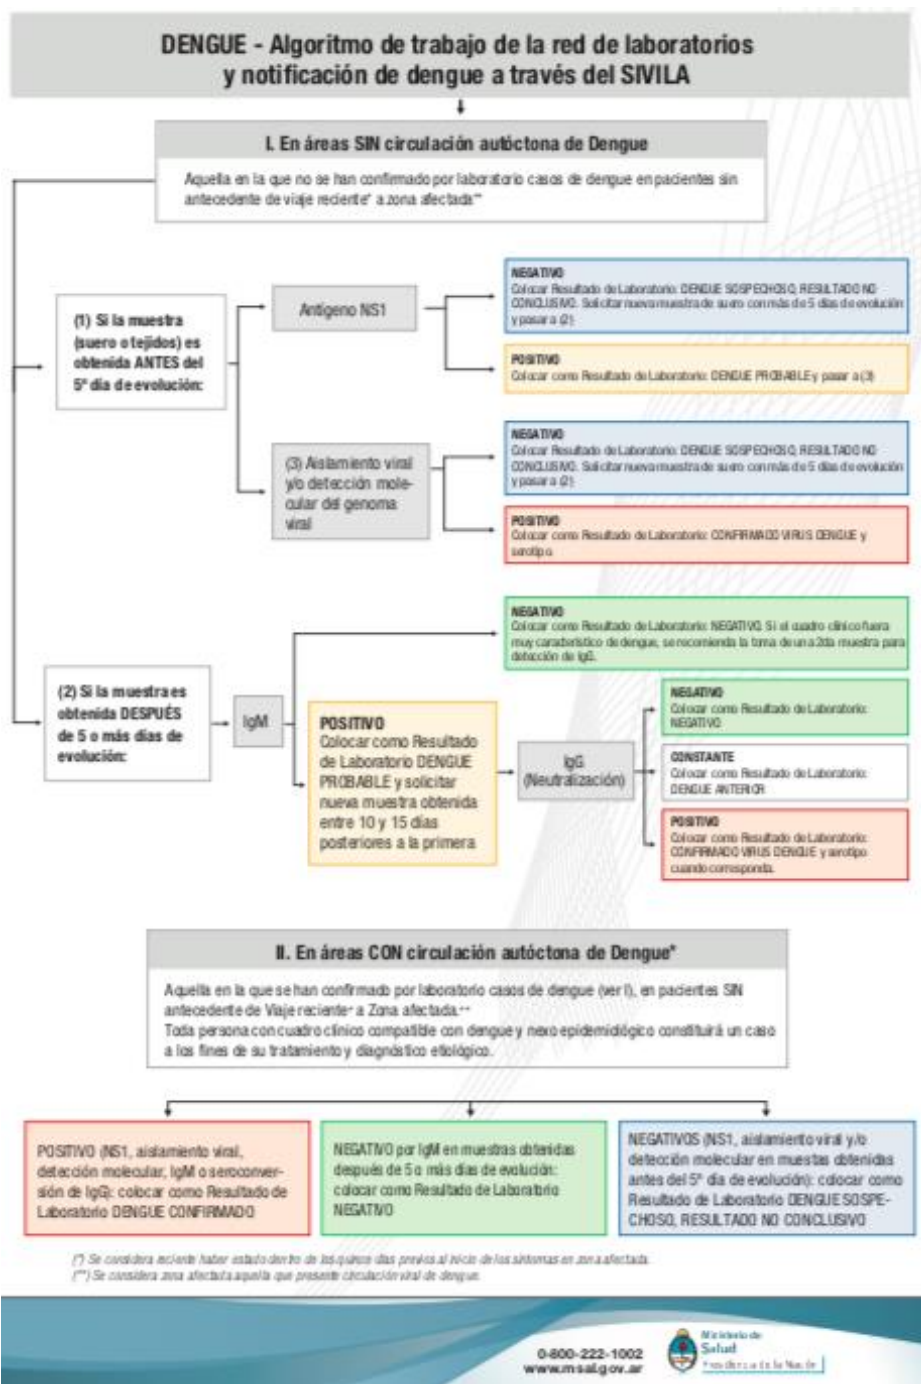 DENGUE - Algoritmo de trabajo de la red de laboratorios
y notificación de dengue a través del SIVILA
I. En áreas SIN circulación autóctona de Dengue
Aquella en la que no se han confirmado por laboratorio casos de dengue en pacientes sin
antecedente de viaje reciente* a zona afectada**
(1) Si la muestra
(suero o tejidos) es
obtenida ANTES del
5º día de evolución:
Antígeno NS1
NEGATIVO
Colocar Resultado de Laboratorio: DENGUE SOSPECHOSO, RESULTADO NO
CONCLUSIVO. Solicitar nueva muestra de suero con más de 5 días de evolución
y pasar a (2)
POSITIVO
Colocar como Resultado de Laboratorio: DENGUE PROBABLE y pasar a (3)
(3) Aislamiento viral
y/o detección mole-
cular del genoma
viral
NEGATIVO
Colocar como Resultado de Laboratorio: DENGUE SOSPECHOSO, RESULTADO NO
CONCLUSIVO. Solicitar nueva muestra de suero con más de 5 días de evolución
y pasar a (2)
POSITIVO
Colocar como Resultado de Laboratorio: CONFIRMADO VIRUS DENGUE y
serotipo.
(2) Si la muestra es
obtenida DESPUÉS
de 5 o más días de
evolución:
IgM
NEGATIVO
Colocar como Resultado de Laboratorio: NEGATIVO. Si el cuadro clínico fuera
muy característico de dengue, se recomienda la toma de una 2da muestra para
detección de IgG.
POSITIVO
Colocar como Resultado
de Laboratorio DENGUE
PROBABLE y solicitar
nueva muestra obtenida
entre 10 y 15 días
posteriores a la primera
IgG
(Neutralización)
NEGATIVO
Colocar como Resultado de Laboratorio:
NEGATIVO
CONSTANTE
Colocar como Resultado de Laboratorio:
DENGUE ANTERIOR
POSITIVO
Colocar como Resultado de Laboratorio:
CONFIRMADO VIRUS DENGUE y serotipo
cuando corresponda.
II. En áreas CON circulación autóctona de Dengue*
Aquella en la que se han confirmado por laboratorio casos de dengue (ver I), en pacientes SIN
antecedente de Viaje reciente* a Zona afectada.**
Toda persona con cuadro clínico compatible con dengue y nexo epidemiológico constituirá un caso
a los fines de su tratamiento y diagnóstico etiológico.
POSITIVO (NS1, aislamiento viral,
detección molecular, IgM o seroconver-
sión de IgG): colocar como Resultado de
Laboratorio DENGUE CONFIRMADO
NEGATIVO por IgM en muestras obtenidas
después de 5 o más días de evolución:
colocar como Resultado de Laboratorio
NEGATIVO
NEGATIVOS (NS1, aislamiento viral y/o
detección molecular en muestas obtenidas
antes del 5º día de evolución): colocar como
Resultado de Laboratorio DENGUE SOSPE-
CHOSO, RESULTADO NO CONCLUSIVO
(*) Se considera reciente haber estado dentro de los quince días previos al inicio de los síntomas en zona afectada.
(**) Se considera zona afectada aquella que presente circulación viral de dengue.
0-800-222-1002
www.msal.gov.ar
Ministerio de
Salud
Presidencia de la Nación